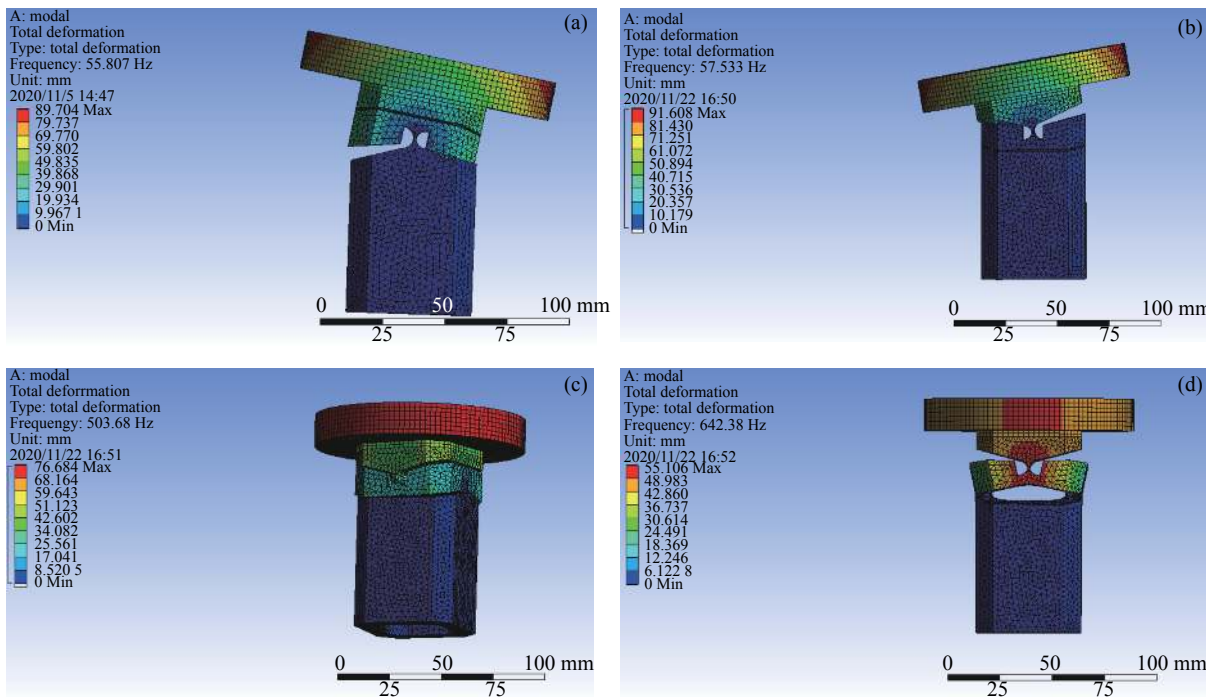 A: modal
Total deformation
Type: total deformation
Frequency: 55.807 Hz
Unit: mm
2020/11/5 14:47
89.704 Max
79.737
69.770
59.802
49.835
39.868
29.901
19.934
9.967 1
0 Min
(a)
0 50 100 mm
25 75
A: modal
Total deformation
Type: total deformation
Frequency: 57.533 Hz
Unit: mm
2020/11/22 16:50
91.608 Max
81.430
71.251
61.072
50.894
40.715
30.536
20.357
10.179
0 Min
(b)
0 50 100 mm
25 75
A: modal
Total deformation
Type: total deformation
Frequengy: 503.68 Hz
Unit: mm
2020/11/22 16:51
76.684 Max
68.164
59.643
51.123
42.602
34.082
25.561
17.041
8.520 5
0 Min
(c)
0 50 100 mm
25 75
A: modal
Total deformation
Type: total deformation
Frequency: 642.38 Hz
Unit: mm
2020/11/22 16:52
55.106 Max
48.983
42.860
36.737
30.614
24.491
18.369
12.246
6.122 8
0 Min
(d)
0 50 100 mm
25 75